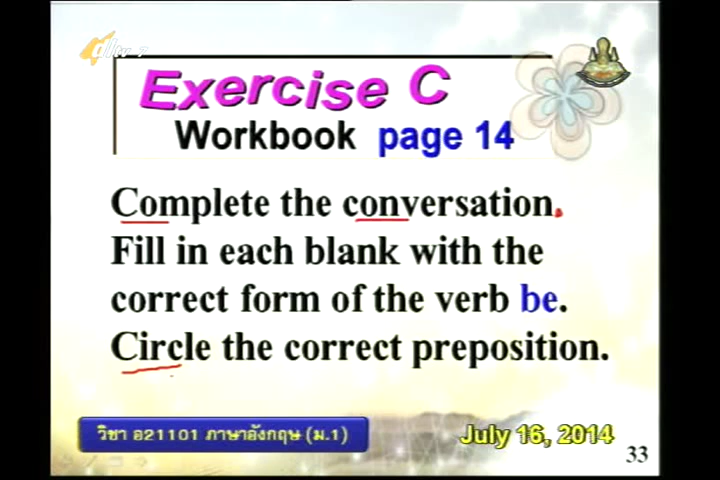 dltv 7
Exercise C
Workbook page 14
Complete the conversation.
Fill in each blank with the
correct form of the verb be.
Circle the correct preposition.
วิชา อ21101 ภาษาอังกฤษ (ม.1)
July 16, 2014
33